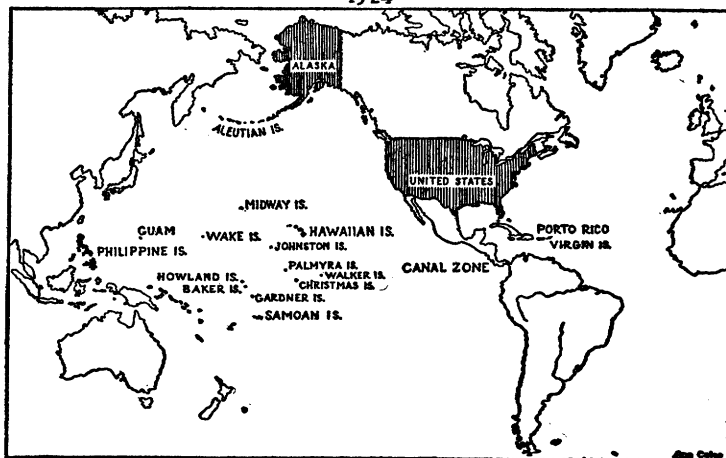 1924
ALASKA
ALEUTIAN IS.
UNITED STATES
MIDWAY IS.
GUAM
WAKE IS.
HAWAIIAN IS.
PORTO RICO
PHILIPPINE IS.
JOHNSTON IS.
VIRGIN IS.
PALMYRA IS.
CANAL ZONE
HOWLAND IS.
WALKER IS.
BAKER IS.
CHRISTMAS IS.
GARDNER IS.
SAMOAN IS.